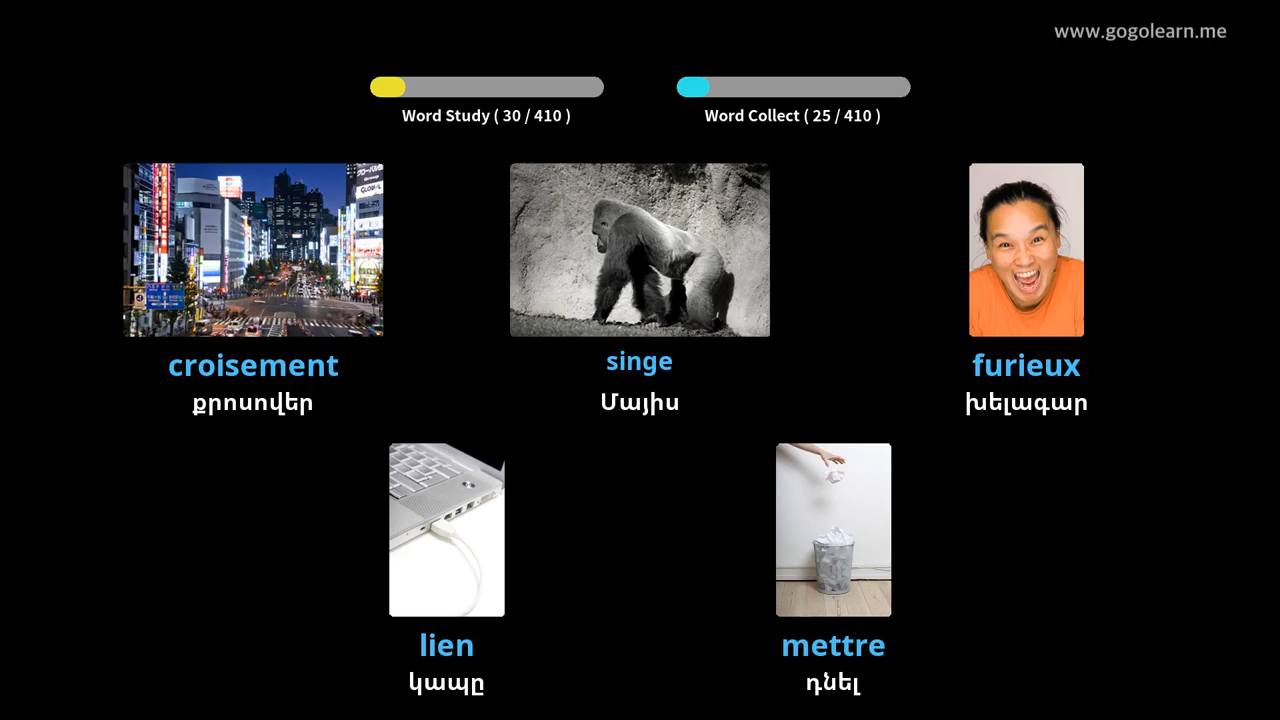 www.gogolearn.me
Word Study ( 30 / 410 )
Word Collect ( 25 / 410 )
croisement
քրոսովեր
singe
Մայիս
furieux
խելագար
lien
կապը
mettre
դնել